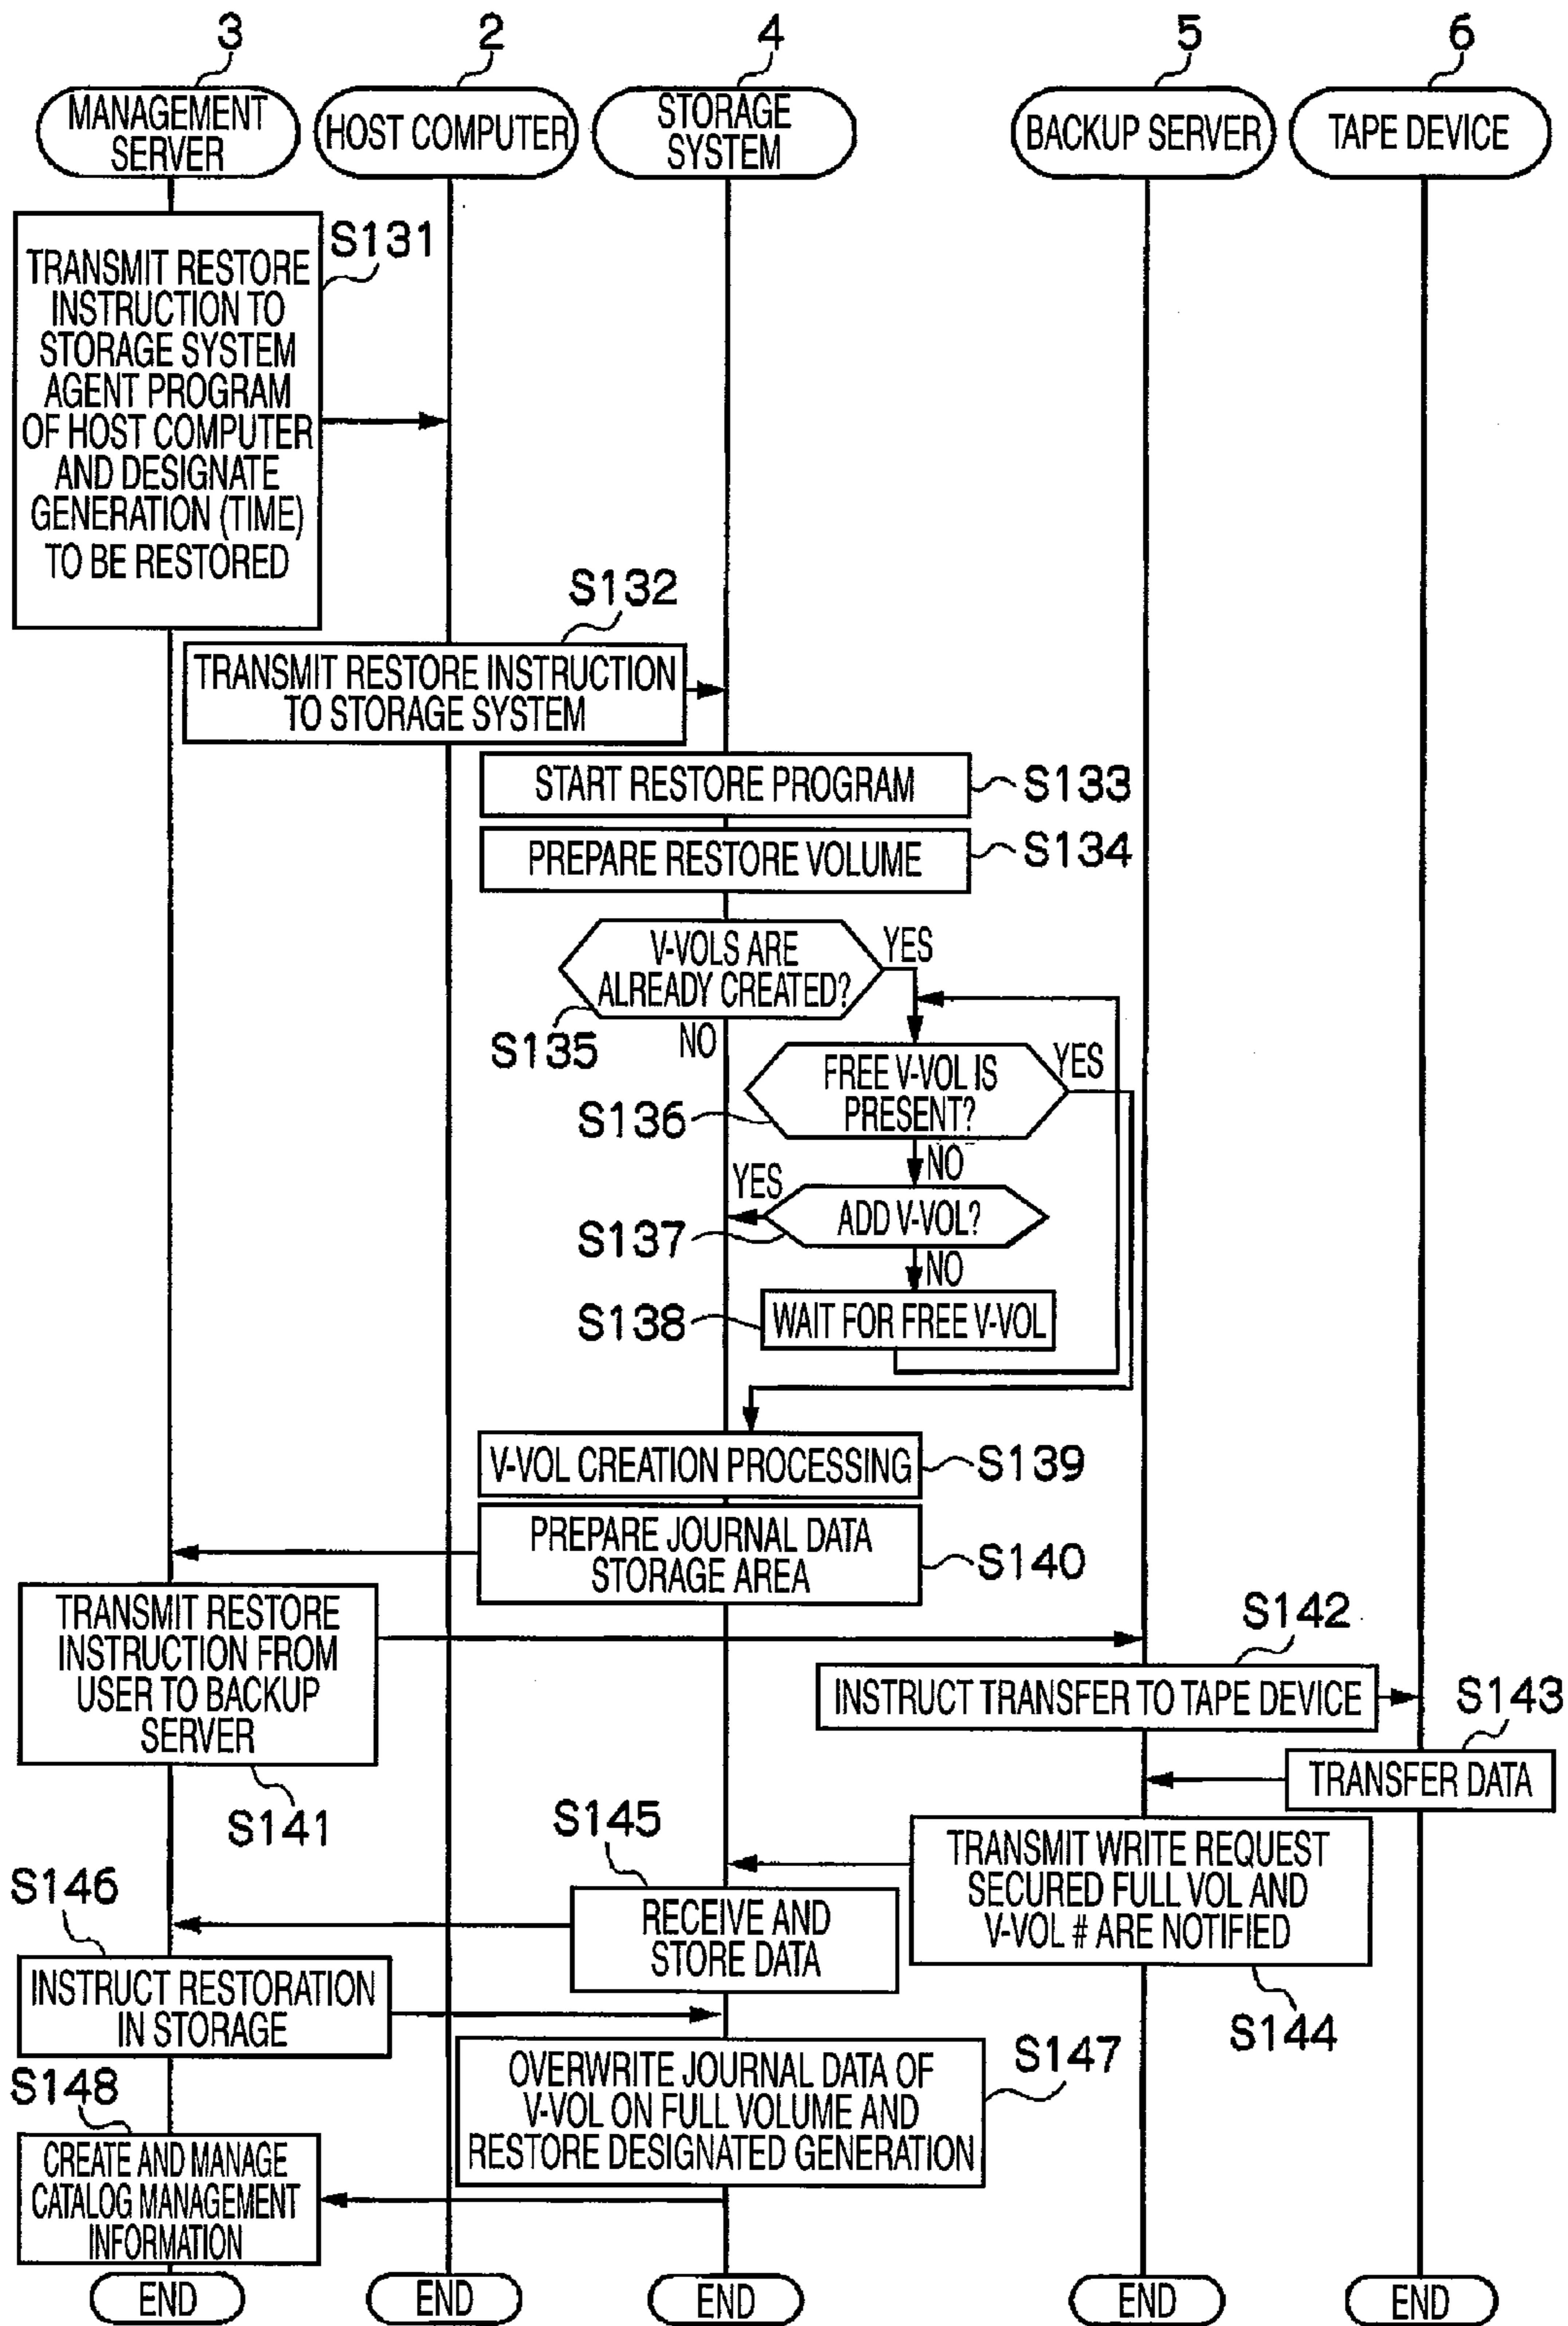 3
2
4
5
6
MANAGEMENT
SERVER
HOST COMPUTER
STORAGE
SYSTEM
BACKUP SERVER
TAPE DEVICE
S131
TRANSMIT RESTORE
INSTRUCTION TO
STORAGE SYSTEM
AGENT PROGRAM
OF HOST COMPUTER
AND DESIGNATE
GENERATION (TIME)
TO BE RESTORED
S132
TRANSMIT RESTORE INSTRUCTION
TO STORAGE SYSTEM
START RESTORE PROGRAM
S133
PREPARE RESTORE VOLUME
S134
V-VOLS ARE
ALREADY CREATED?
YES
S135
NO
FREE V-VOL IS
PRESENT?
YES
S136
NO
YES
ADD V-VOL?
S137
NO
S138
WAIT FOR FREE V-VOL
V-VOL CREATION PROCESSING
S139
PREPARE JOURNAL DATA
STORAGE AREA
S140
TRANSMIT RESTORE
INSTRUCTION FROM
USER TO BACKUP
SERVER
S141
S142
INSTRUCT TRANSFER TO TAPE DEVICE
S143
TRANSFER DATA
TRANSMIT WRITE REQUEST
SECURED FULL VOL AND
V-VOL # ARE NOTIFIED
S144
S145
RECEIVE AND
STORE DATA
S146
INSTRUCT RESTORATION
IN STORAGE
OVERWRITE JOURNAL DATA OF
V-VOL ON FULL VOLUME AND
RESTORE DESIGNATED GENERATION
S147
S148
CREATE AND MANAGE
CATALOG MANAGEMENT
INFORMATION
END
END
END
END
END